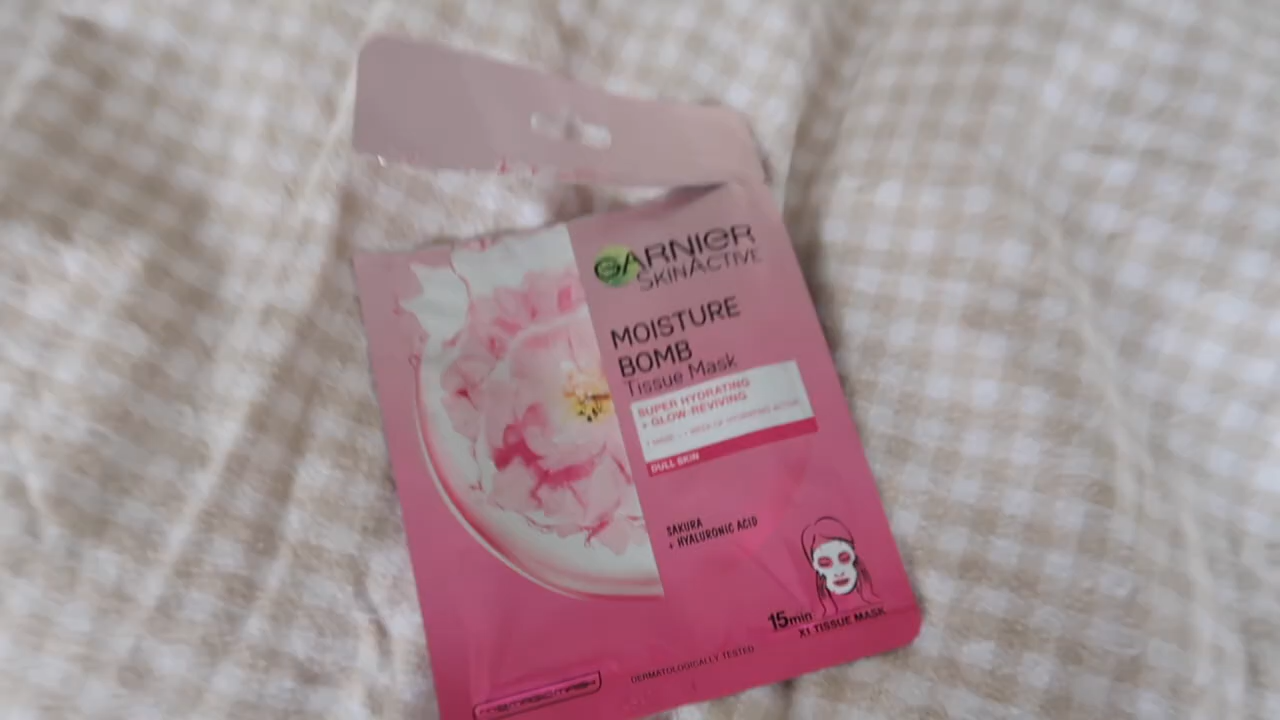 GARNIER
SKINACTIVE
MOISTURE
BOMB
Tissue Mask
SUPER HYDRATING
+ GLOW-REVIVING
DULL SKIN
SAKURA
+ HYALURONIC ACID
15min
X1 TISSUE MASK
DERMATOLOGICALLY TESTED